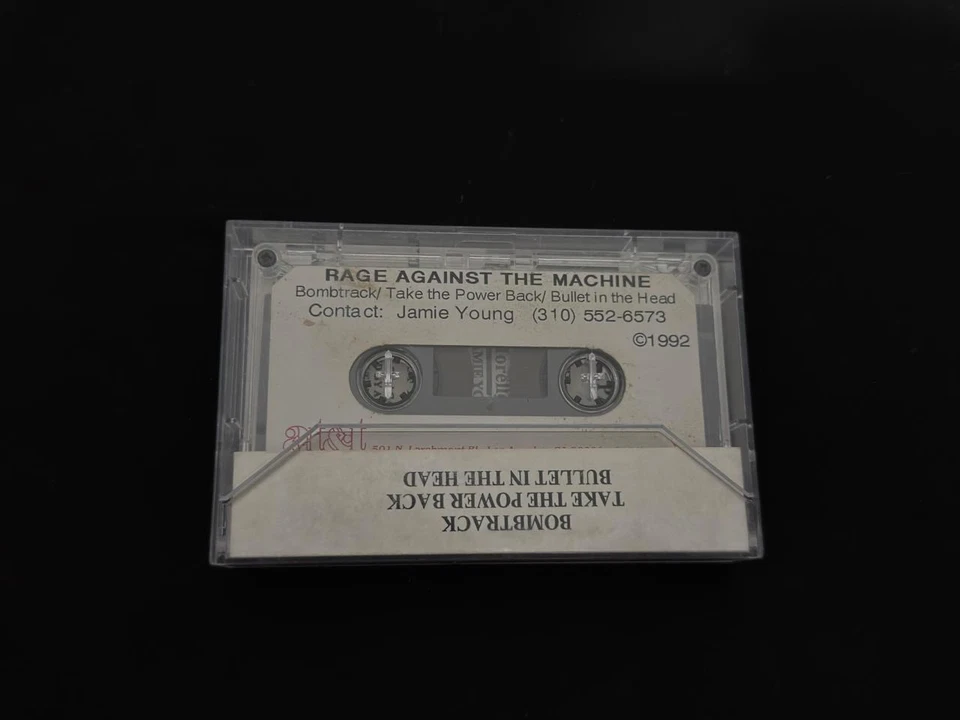 RAGE AGAINST THE MACHINE
Bombtrack/ Take the Power Back/ Bullet in the Head
Contact: Jamie Young (310) 552-6573
©1992
BOMBTRACK
TAKE THE POWER BACK
BULLET IN THE HEAD